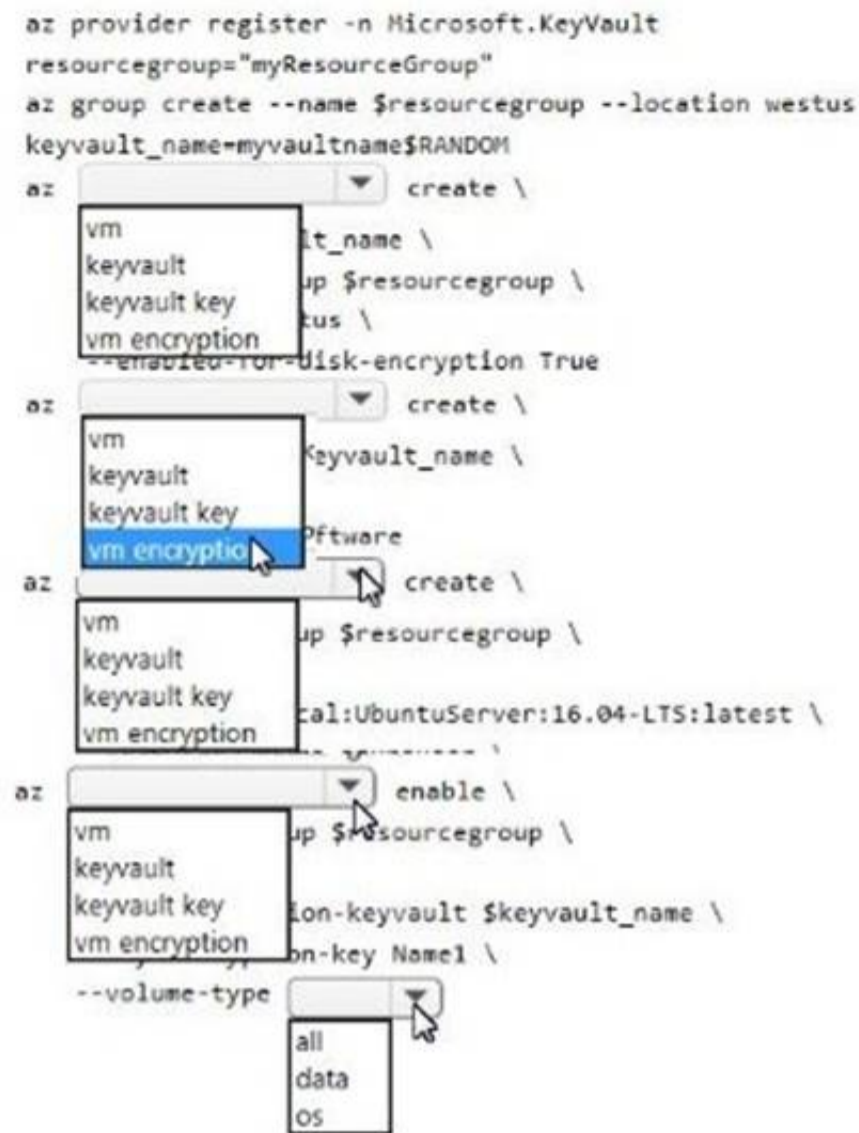 az provider register -n Microsoft.KeyVault
resourcegroup="myResourceGroup"
az group create --name $resourcegroup --location westus
keyvault_name=myvaultname$RANDOM
az create \
vm
lt_name \
keyvault
up $resourcegroup \
keyvault key
tus \
vm encryption
--enabled-for-disk-encryption True
az create \
vm
Keyvault_name \
keyvault
keyvault key
Pftware
vm encryptio
az create \
vm
up $resourcegroup \
keyvault
keyvault key
cal:UbuntuServer:16.04-LTS:latest \
vm encryption
az enable \
vm
up $resourcegroup \
keyvault
keyvault key
ion-keyvault $keyvault_name \
vm encryption
on-key Name1 \
--volume-type
all
data
os